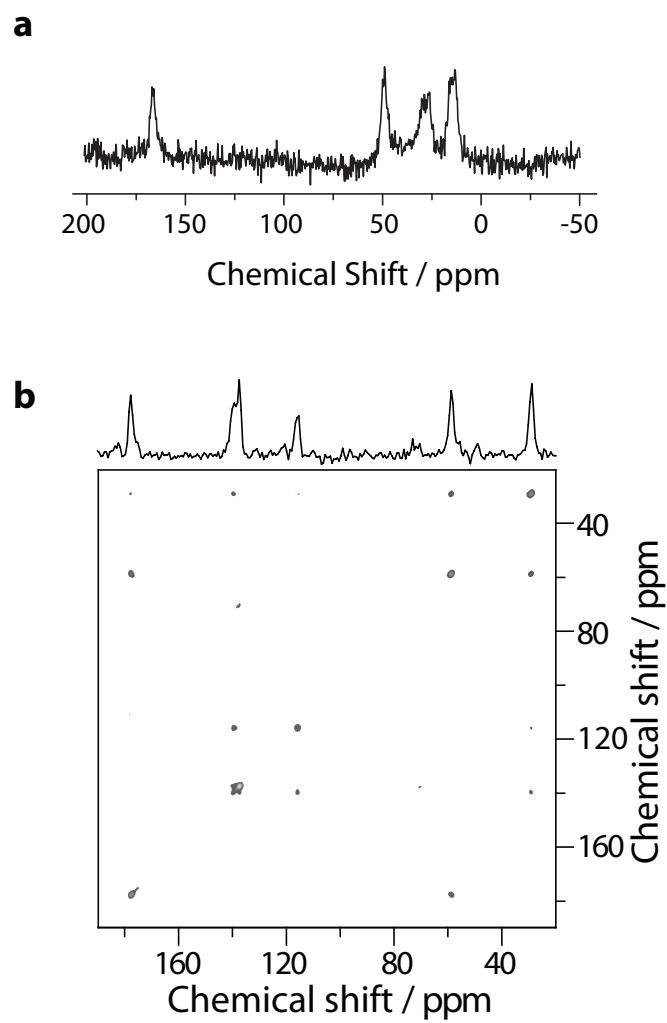 a
200 150 100 50 0 -50
Chemical Shift / ppm
b
40
80
120
160
Chemical shift / ppm
160 120 80 40
Chemical shift / ppm